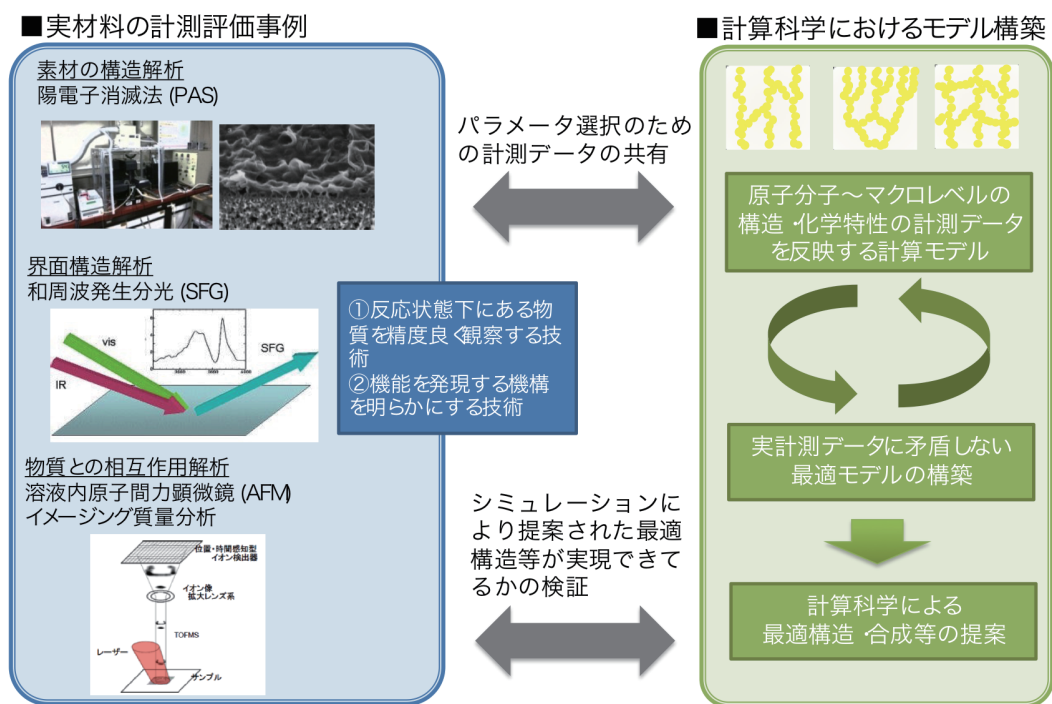 ■実材料の計測評価事例
素材の構造解析
陽電子消滅法 (PAS)
界面構造解析
和周波発生分光 (SFG)
vis
IR
SFG
①反応状態下にある物
質を精度良く観察する技
術
②機能を発現する機構
を明らかにする技術
物質との相互作用解析
溶液内原子間力顕微鏡 (AFM)
イメージング質量分析
位置・時間感知型
イオン検出器
イオン像
拡大レンズ系
TOFMS
レーザー
サンプル
パラメータ選択のため
の計測データの共有
シミュレーションに
より提案された最適
構造等が実現できて
るかの検証
■計算科学におけるモデル構築
原子分子～マクロレベルの
構造・化学特性の計測データ
を反映する計算モデル
実計測データに矛盾しない
最適モデルの構築
計算科学による
最適構造・合成等の提案